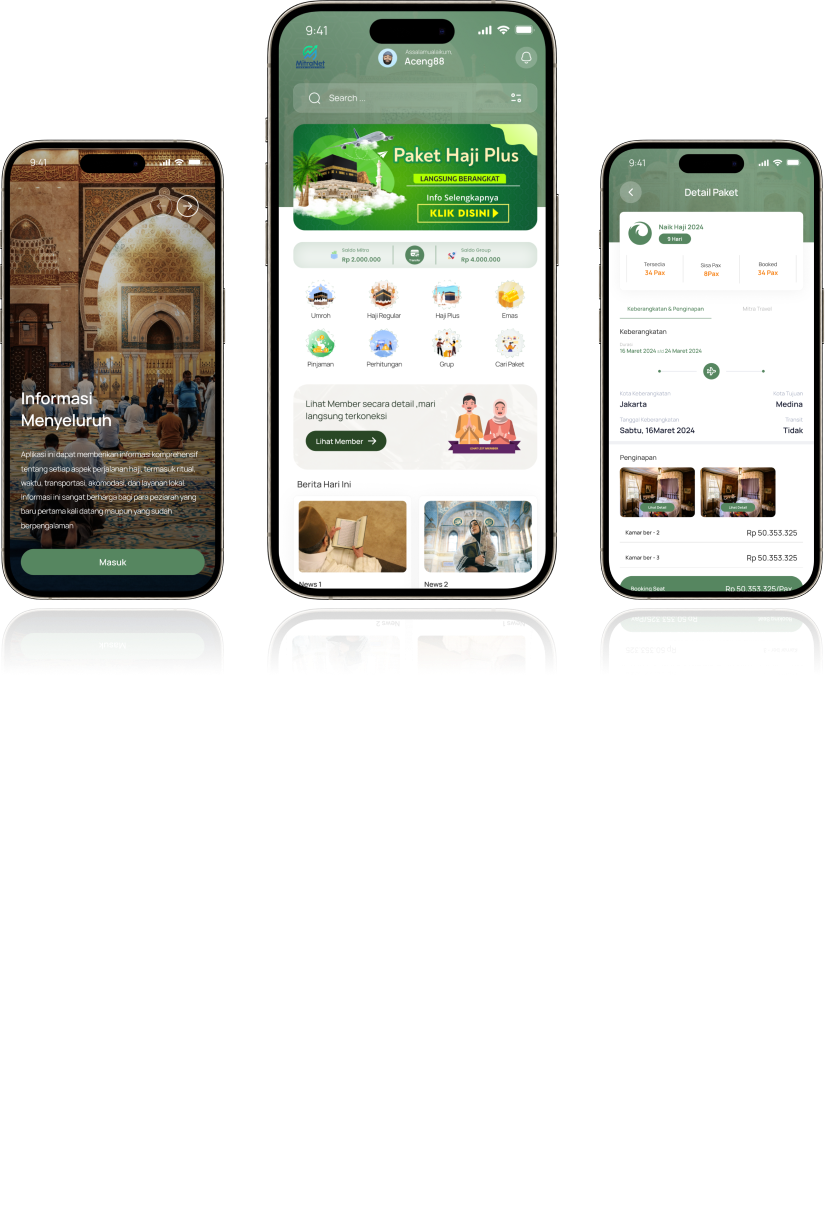 9:41
Informasi
Menyeluruh
Aplikasi ini dapat memberikan informasi komprehensif
tentang setiap aspek perjalanan haji, termasuk ritual,
waktu, transportasi, akomodasi, dan layanan lokal.
Informasi ini sangat berharga bagi para peziarah yang
baru pertama kali datang maupun yang sudah
berpengalaman
Masuk
9:41
MitraNet
Assalamualaikum,
Aceng88
Search ...
Paket Haji Plus
LANGSUNG BERANGKAT
Info Selengkapnya
KLIK DISINI
Saldo Mitra
Rp 2.000.000
Saldo Group
Rp 4.000.000
Umroh
Haji Regular
Haji Plus
Emas
Pinjaman
Perhitungan
Grup
Cari Paket
Lihat Member secara detail ,mari
langsung terkoneksi
Lihat Member
Berita Hari Ini
News 1
News 2
9:41
Detail Paket
Naik Haji 2024
9 Hari
Tersedia
34 Pax
Sisa Pax
8Pax
Booked
34 Pax
Keberangkatan & Penginapan
Mitra Travel
Keberangkatan
Durasi
16 Maret 2024 s/d 24 Maret 2024
Kota Keberangkatan
Kota Tujuan
Jakarta
Medina
Tanggal Keberangkatan
Transit
Sabtu, 16Maret 2024
Tidak
Penginapan
Lihat Detail
Lihat Detail
Kamar ber - 2
Rp 50.353.325
Kamar ber - 3
Rp 50.353.325
Booking Seat
Rp 50.353.325/Pax